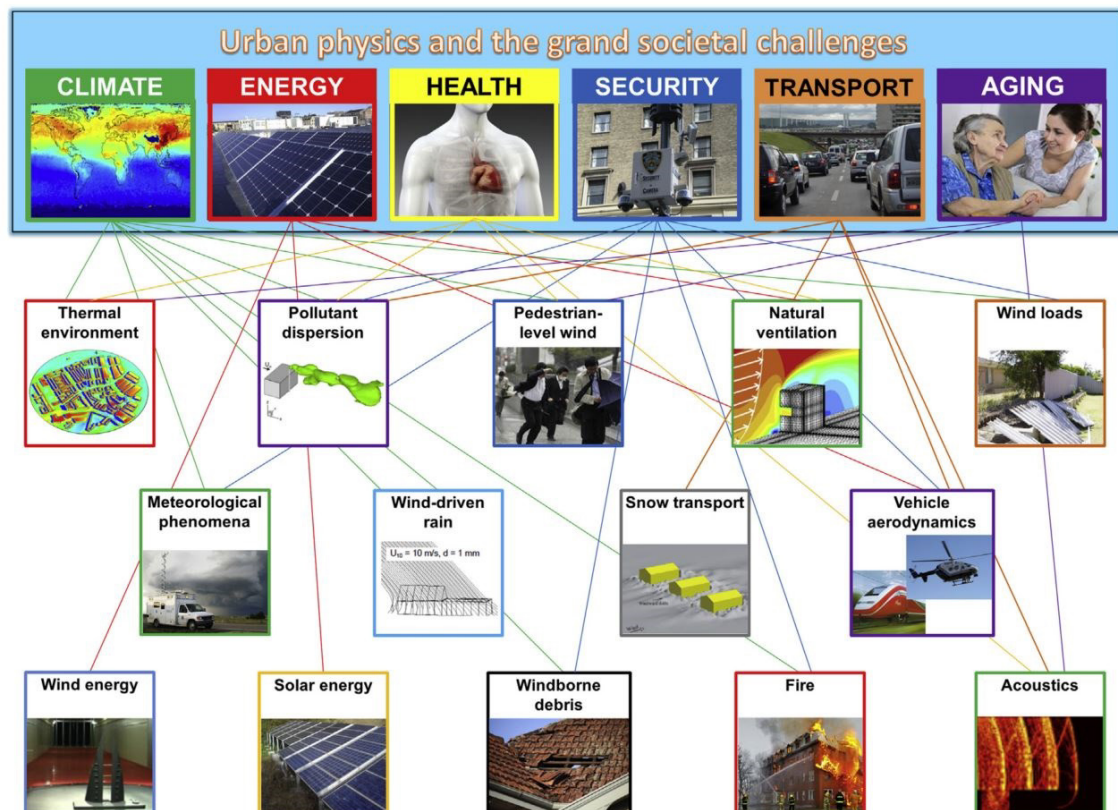 Urban physics and the grand societal challenges
CLIMATE
ENERGY
HEALTH
SECURITY
TRANSPORT
AGING
Thermal
environment
Pollutant
dispersion
Pedestrian-
level wind
Natural
ventilation
Wind loads
Meteorological
phenomena
Wind-driven
rain
U₁₀ = 10 m/s, d = 1 mm
Snow transport
Vehicle
aerodynamics
Wind energy
Solar energy
Windborne
debris
Fire
Acoustics